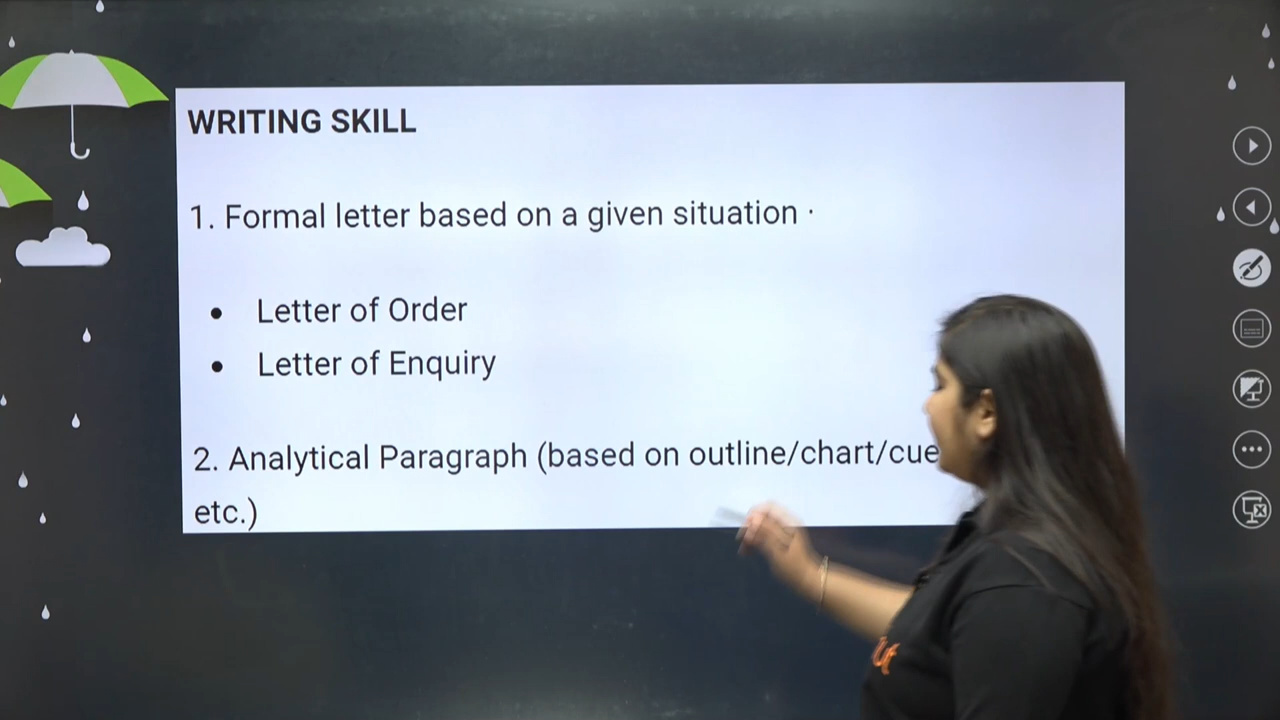 WRITING SKILL
1. Formal letter based on a given situation ·
• Letter of Order
• Letter of Enquiry
2. Analytical Paragraph (based on outline/chart/cue
etc.)